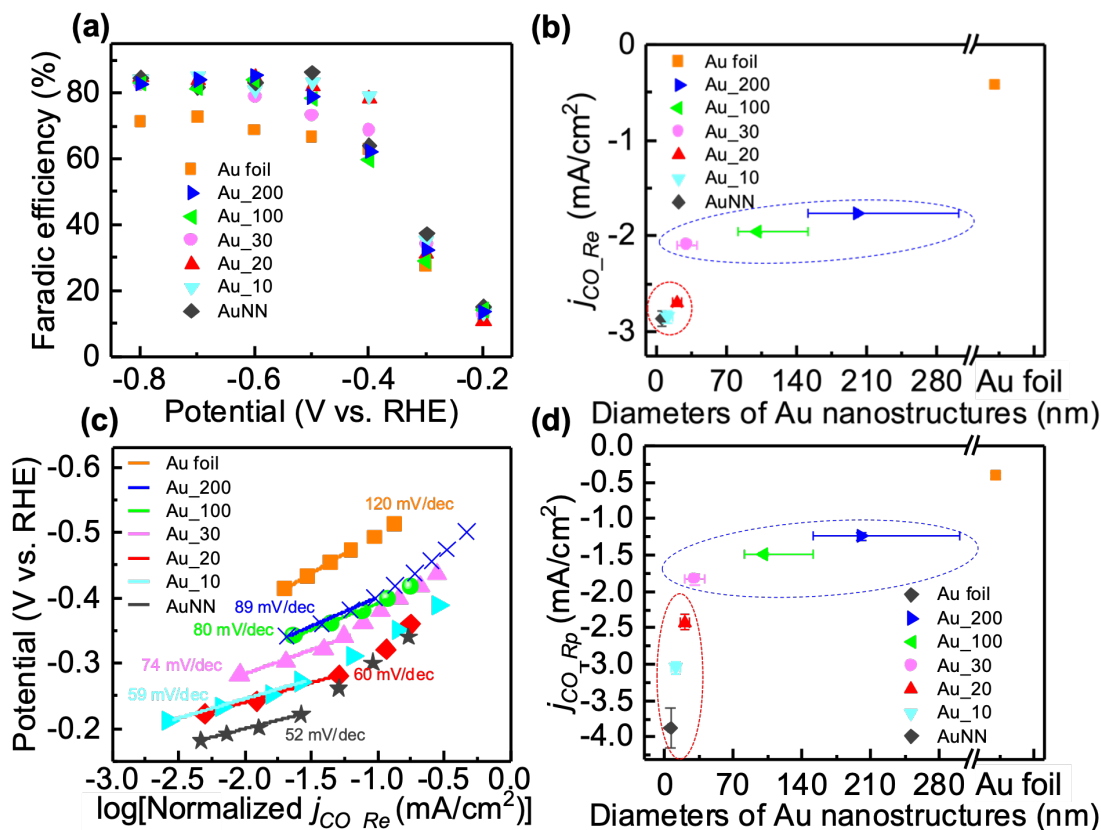 (a)
Faradic efficiency (%)
80
60
40
20
0
Au foil
Au_200
Au_100
Au_30
Au_20
Au_10
AuNN
-0.8
-0.6
-0.4
-0.2
Potential (V vs. RHE)
(b)
j_CO_Re (mA/cm2)
0
-1
-2
-3
Au foil
Au_200
Au_100
Au_30
Au_20
Au_10
AuNN
0
70
140
210
280
Au foil
Diameters of Au nanostructures (nm)
(c)
Potential (V vs. RHE)
-0.6
-0.5
-0.4
-0.3
-0.2
Au foil
Au_200
Au_100
Au_30
Au_20
Au_10
AuNN
120 mV/dec
89 mV/dec
80 mV/dec
74 mV/dec
59 mV/dec
60 mV/dec
52 mV/dec
-3.0
-2.5
-2.0
-1.5
-1.0
-0.5
0.0
log[Normalized j_CO_Re (mA/cm²)]
(d)
j_CO_T_Rp (mA/cm²)
0.0
-0.5
-1.0
-1.5
-2.0
-2.5
-3.0
-3.5
-4.0
Au foil
Au_200
Au_100
Au_30
Au_20
Au_10
AuNN
0
70
140
210
280
Au foil
Diameters of Au nanostructures (nm)